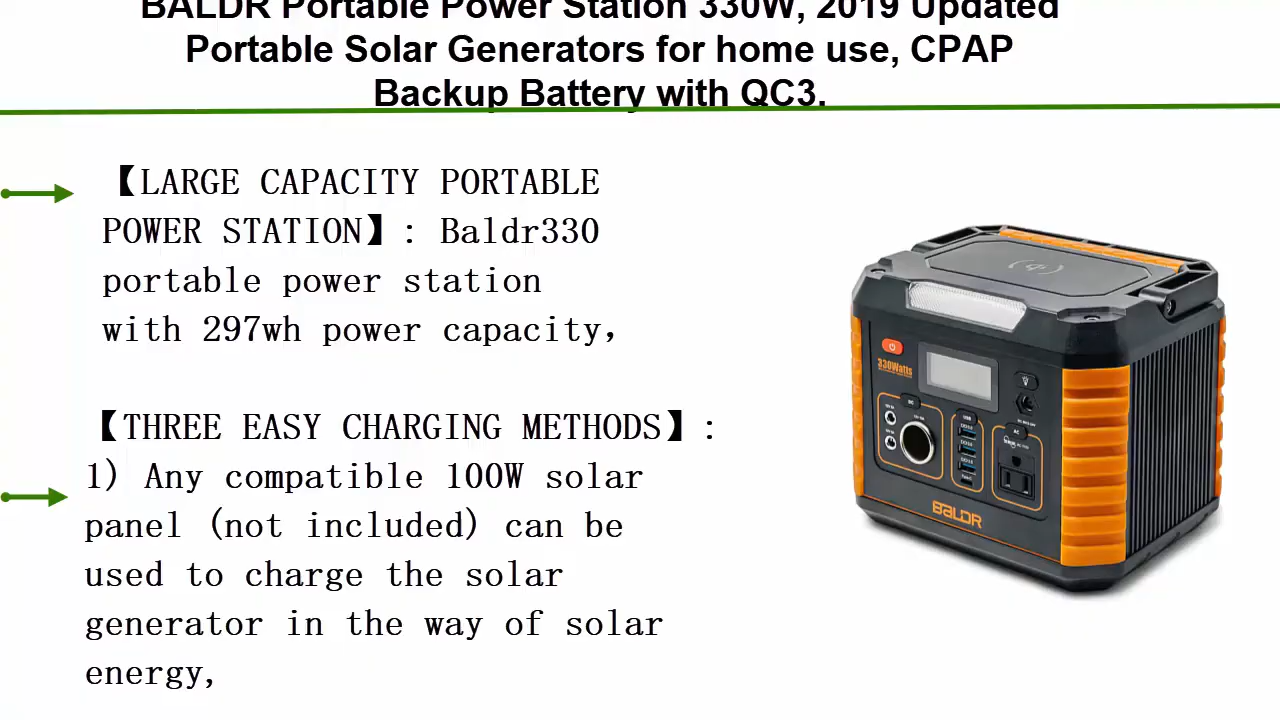 BALDR Portable Power Station 330W, 2019 Updated
Portable Solar Generators for home use, CPAP
Backup Battery with QC3.
【LARGE CAPACITY PORTABLE
POWER STATION】: Baldr330
portable power station
with 297wh power capacity,
【THREE EASY CHARGING METHODS】:
1) Any compatible 100W solar
panel (not included) can be
used to charge the solar
generator in the way of solar
energy,
330Watts
DC
USB
AC
BALDR